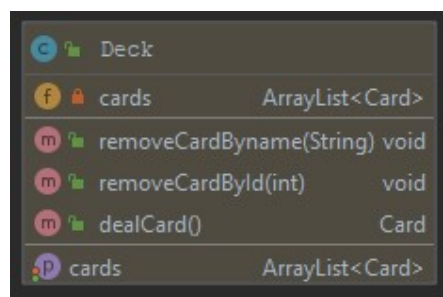 Deck
cards ArrayList<Card>
removeCardByname(String) void
removeCardById(int) void
dealCard() Card
cards ArrayList<Card>